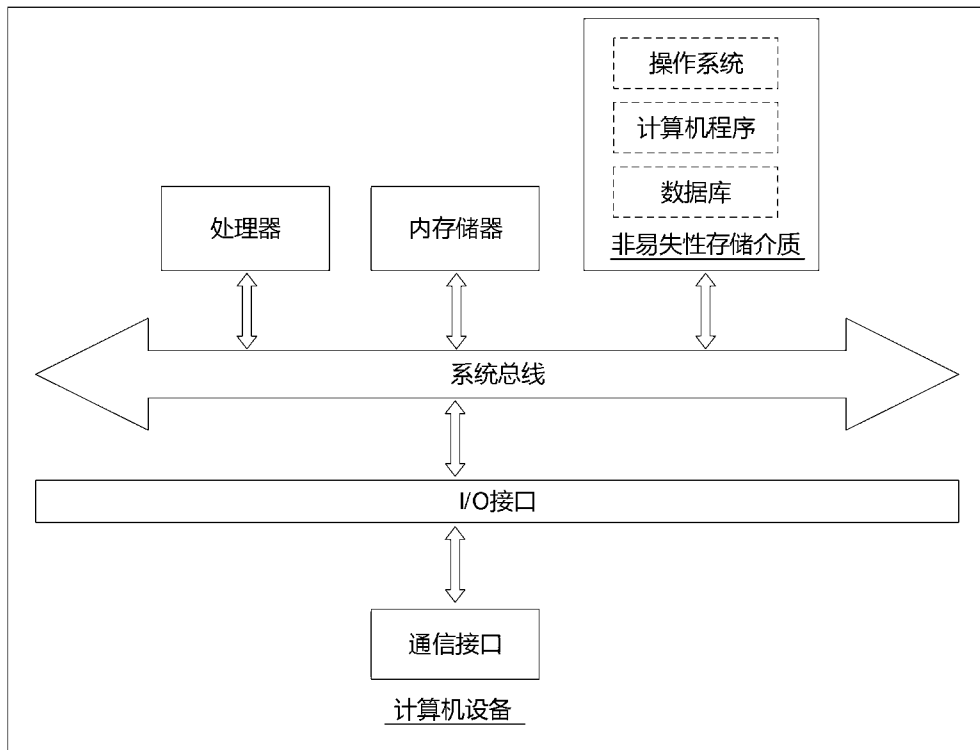 操作系统
计算机程序
数据库
非易失性存储介质
处理器
内存储器
系统总线
I/O接口
通信接口
计算机设备